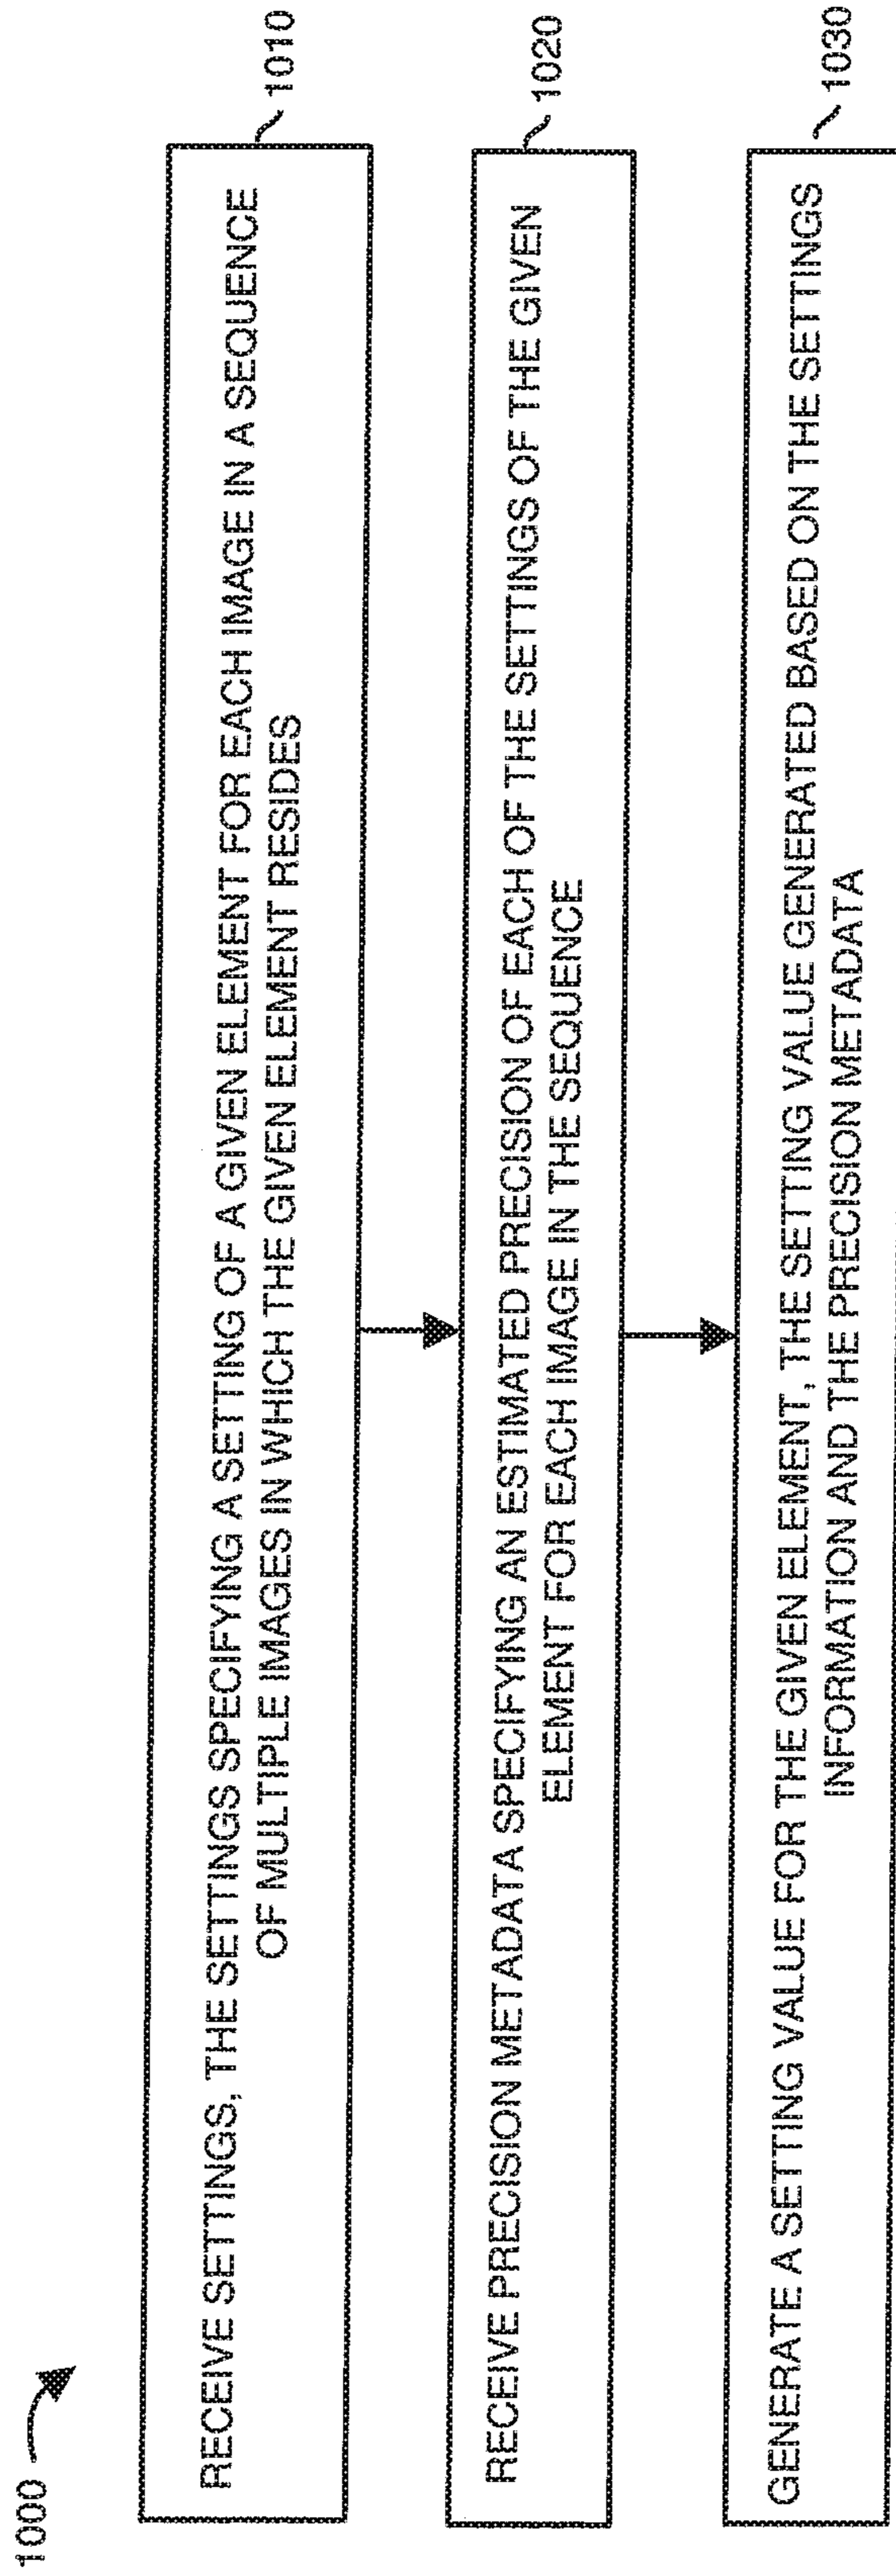 1000
RECEIVE SETTINGS, THE SETTINGS SPECIFYING A SETTING OF A GIVEN ELEMENT FOR EACH IMAGE IN A SEQUENCE
OF MULTIPLE IMAGES IN WHICH THE GIVEN ELEMENT RESIDES
1010
RECEIVE PRECISION METADATA SPECIFYING AN ESTIMATED PRECISION OF EACH OF THE SETTINGS OF THE GIVEN
ELEMENT FOR EACH IMAGE IN THE SEQUENCE
1020
GENERATE A SETTING VALUE FOR THE GIVEN ELEMENT, THE SETTING VALUE GENERATED BASED ON THE SETTINGS
INFORMATION AND THE PRECISION METADATA
1030